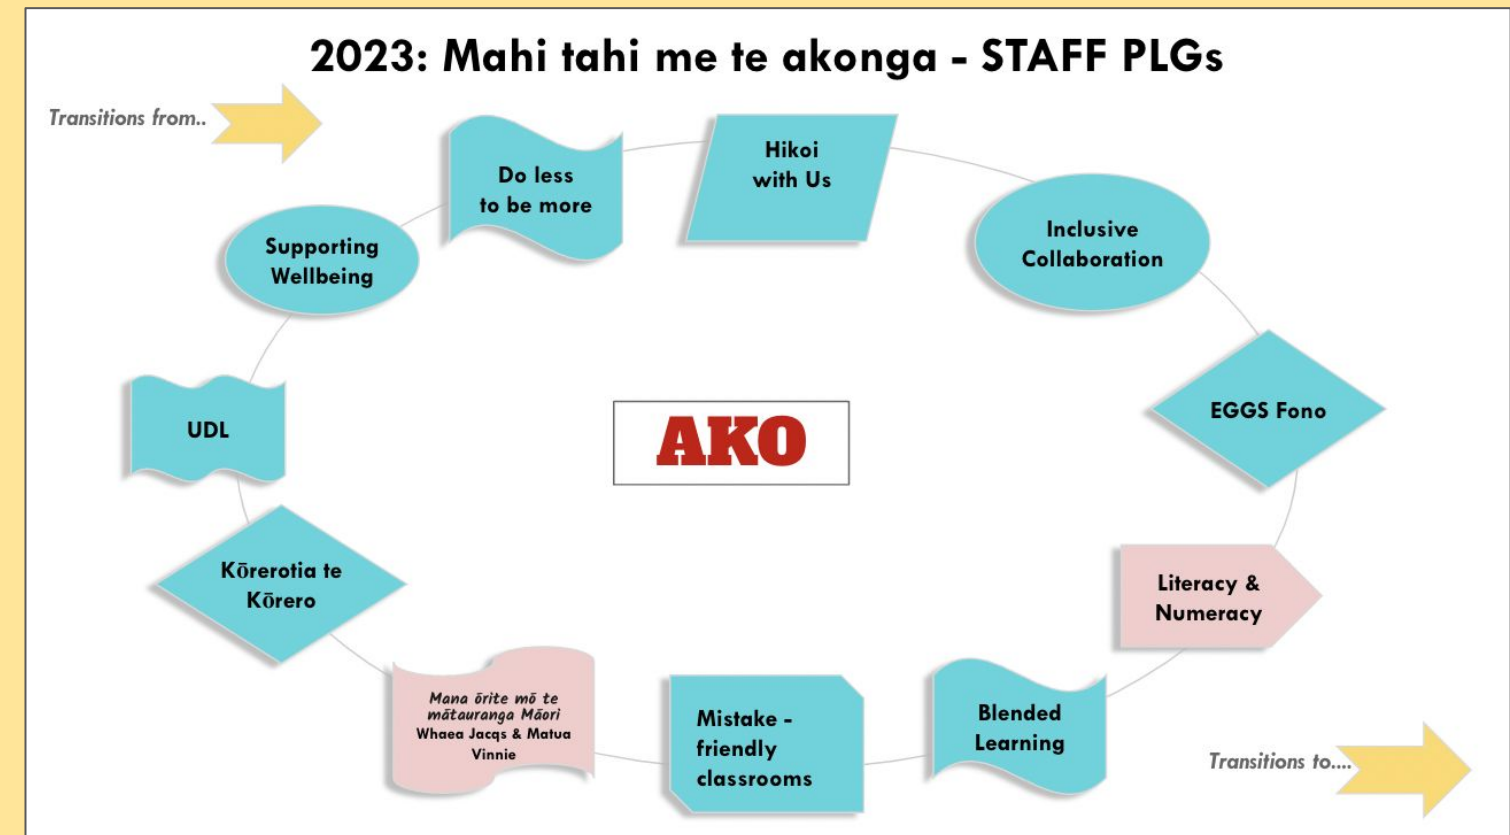 2023: Mahi tahi me te akonga - STAFF PLGs
Transitions from..
Do less
to be more
Hikoi
with Us
Inclusive
Collaboration
Supporting
Wellbeing
EGGS Fono
UDL
AKO
Kōrerotia te
Kōrero
Literacy &
Numeracy
Mana ōrite mō te
mātauranga Māori
Whaea Jacqs & Matua
Vinnie
Mistake -
friendly
classrooms
Blended
Learning
Transitions to....